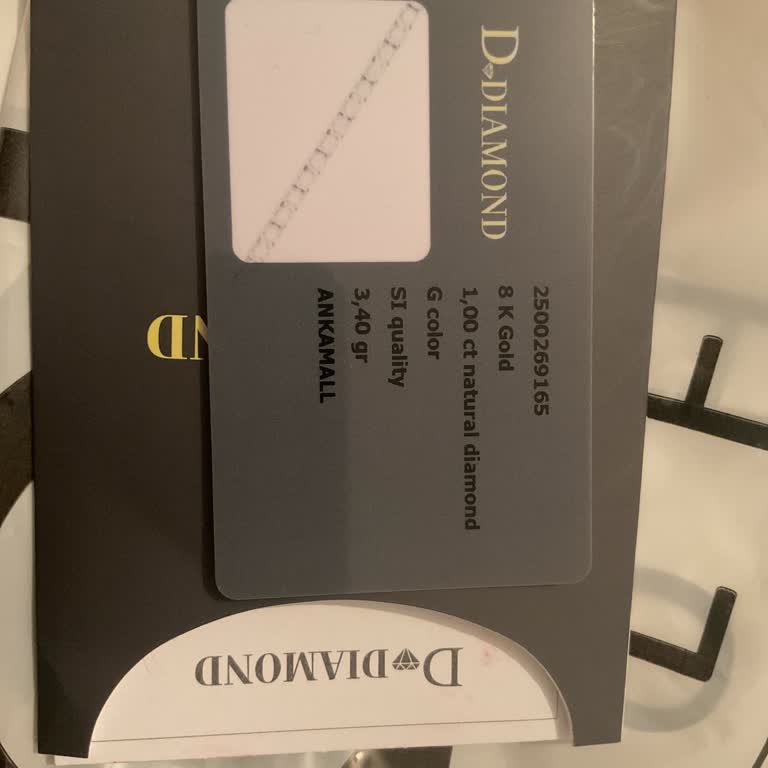 D DIAMOND
2500269165
8 K Gold
1,00 ct natural diamond
G color
SI quality
3,40 gr
ANKAMALL
ND
D DIAMOND